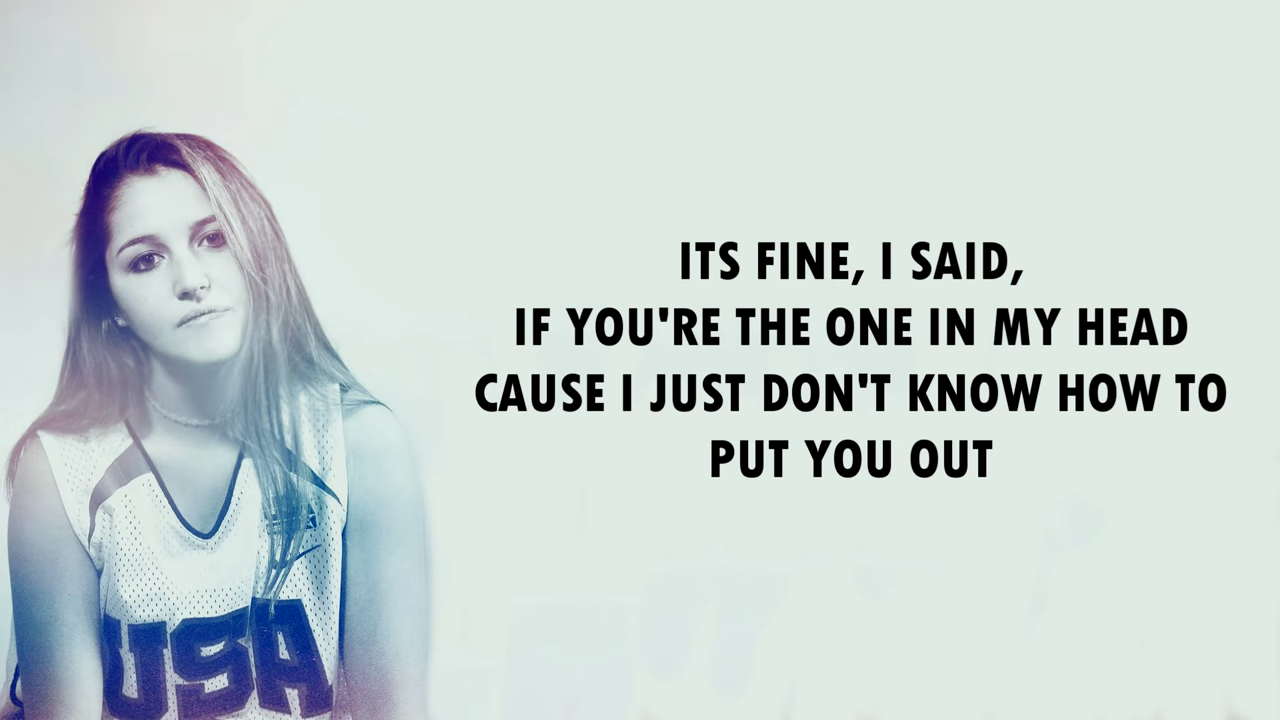 ITS FINE, I SAID,
IF YOU'RE THE ONE IN MY HEAD
CAUSE I JUST DON'T KNOW HOW TO
PUT YOU OUT
USA